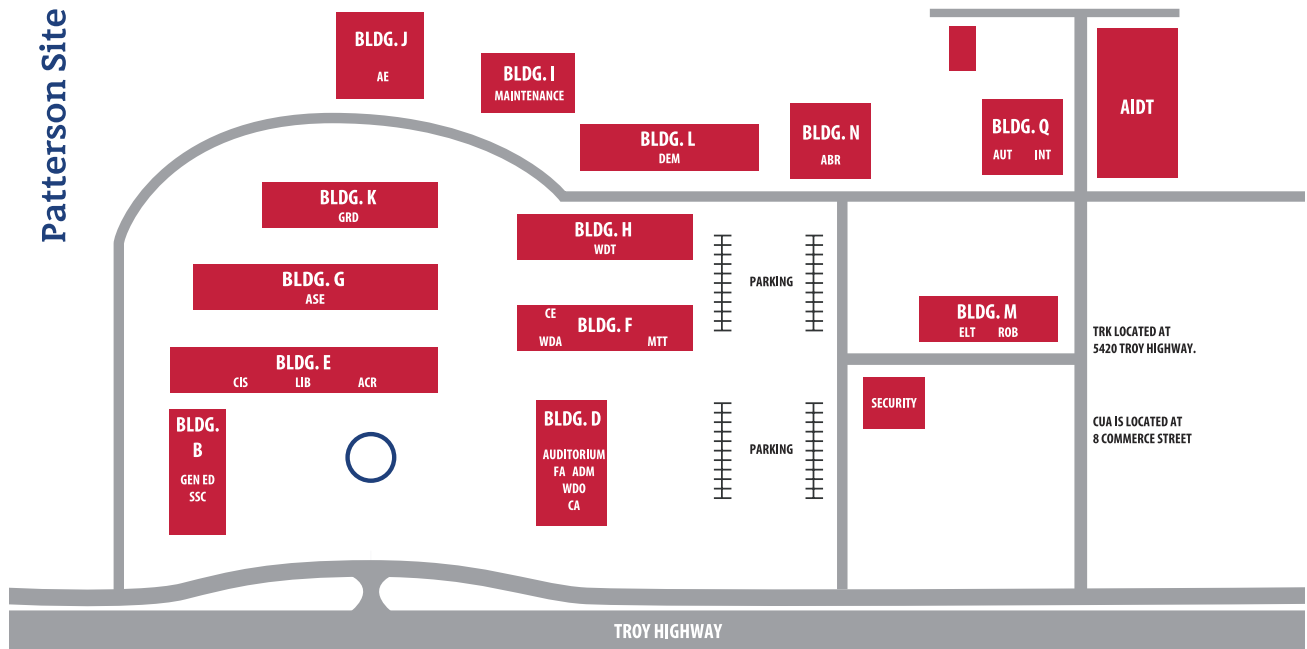 Patterson Site
BLDG. J
AE
BLDG. I
MAINTENANCE
BLDG. L
DEM
BLDG. N
ABR
BLDG. Q
AUT INT
AIDT
BLDG. K
GRD
BLDG. H
WDT
BLDG. G
ASE
PARKING
CE
BLDG. F
WDA MTT
BLDG. M
ELT ROB
TRK LOCATED AT
5420 TROY HIGHWAY.
BLDG. E
CIS LIB ACR
SECURITY
BLDG.
B
GEN ED
SSC
BLDG. D
AUDITORIUM
FA ADM
WDO
CA
PARKING
CUA IS LOCATED AT
8 COMMERCE STREET
TROY HIGHWAY